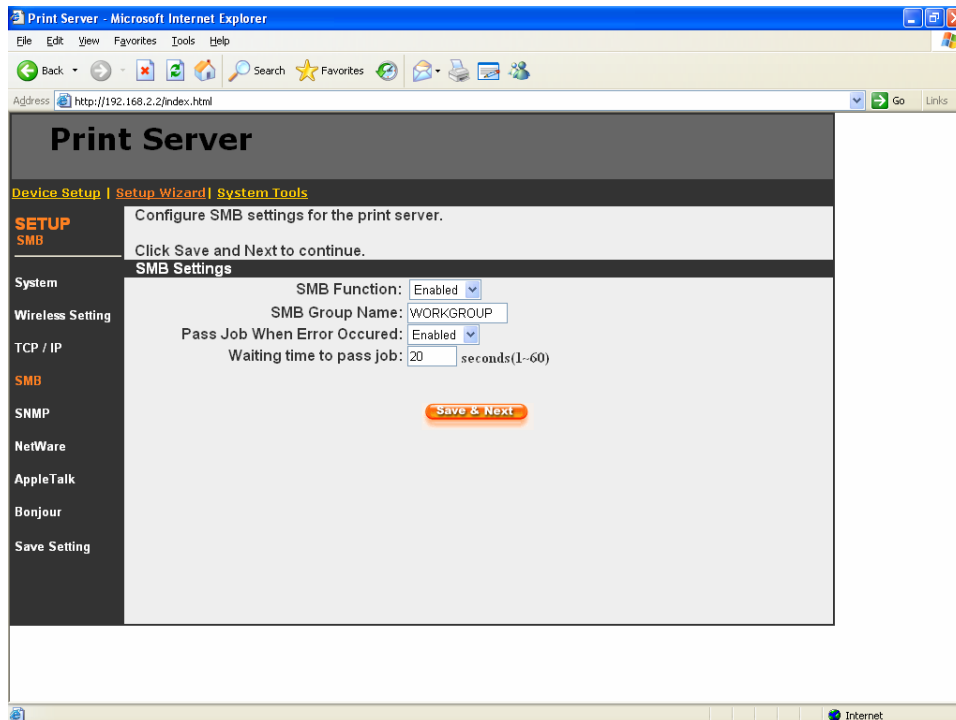 Print Server - Microsoft Internet Explorer
File Edit View Favorites Tools Help
Back Search Favorites
Address http://192.168.2.2/index.html Go Links
Print Server
Device Setup | Setup Wizard | System Tools
SETUP
SMB
System
Wireless Setting
TCP / IP
SMB
SNMP
NetWare
AppleTalk
Bonjour
Save Setting
Configure SMB settings for the print server.
Click Save and Next to continue.
SMB Settings
SMB Function: Enabled
SMB Group Name: WORKGROUP
Pass Job When Error Occured: Enabled
Waiting time to pass job: 20 seconds(1~60)
Save & Next
Internet